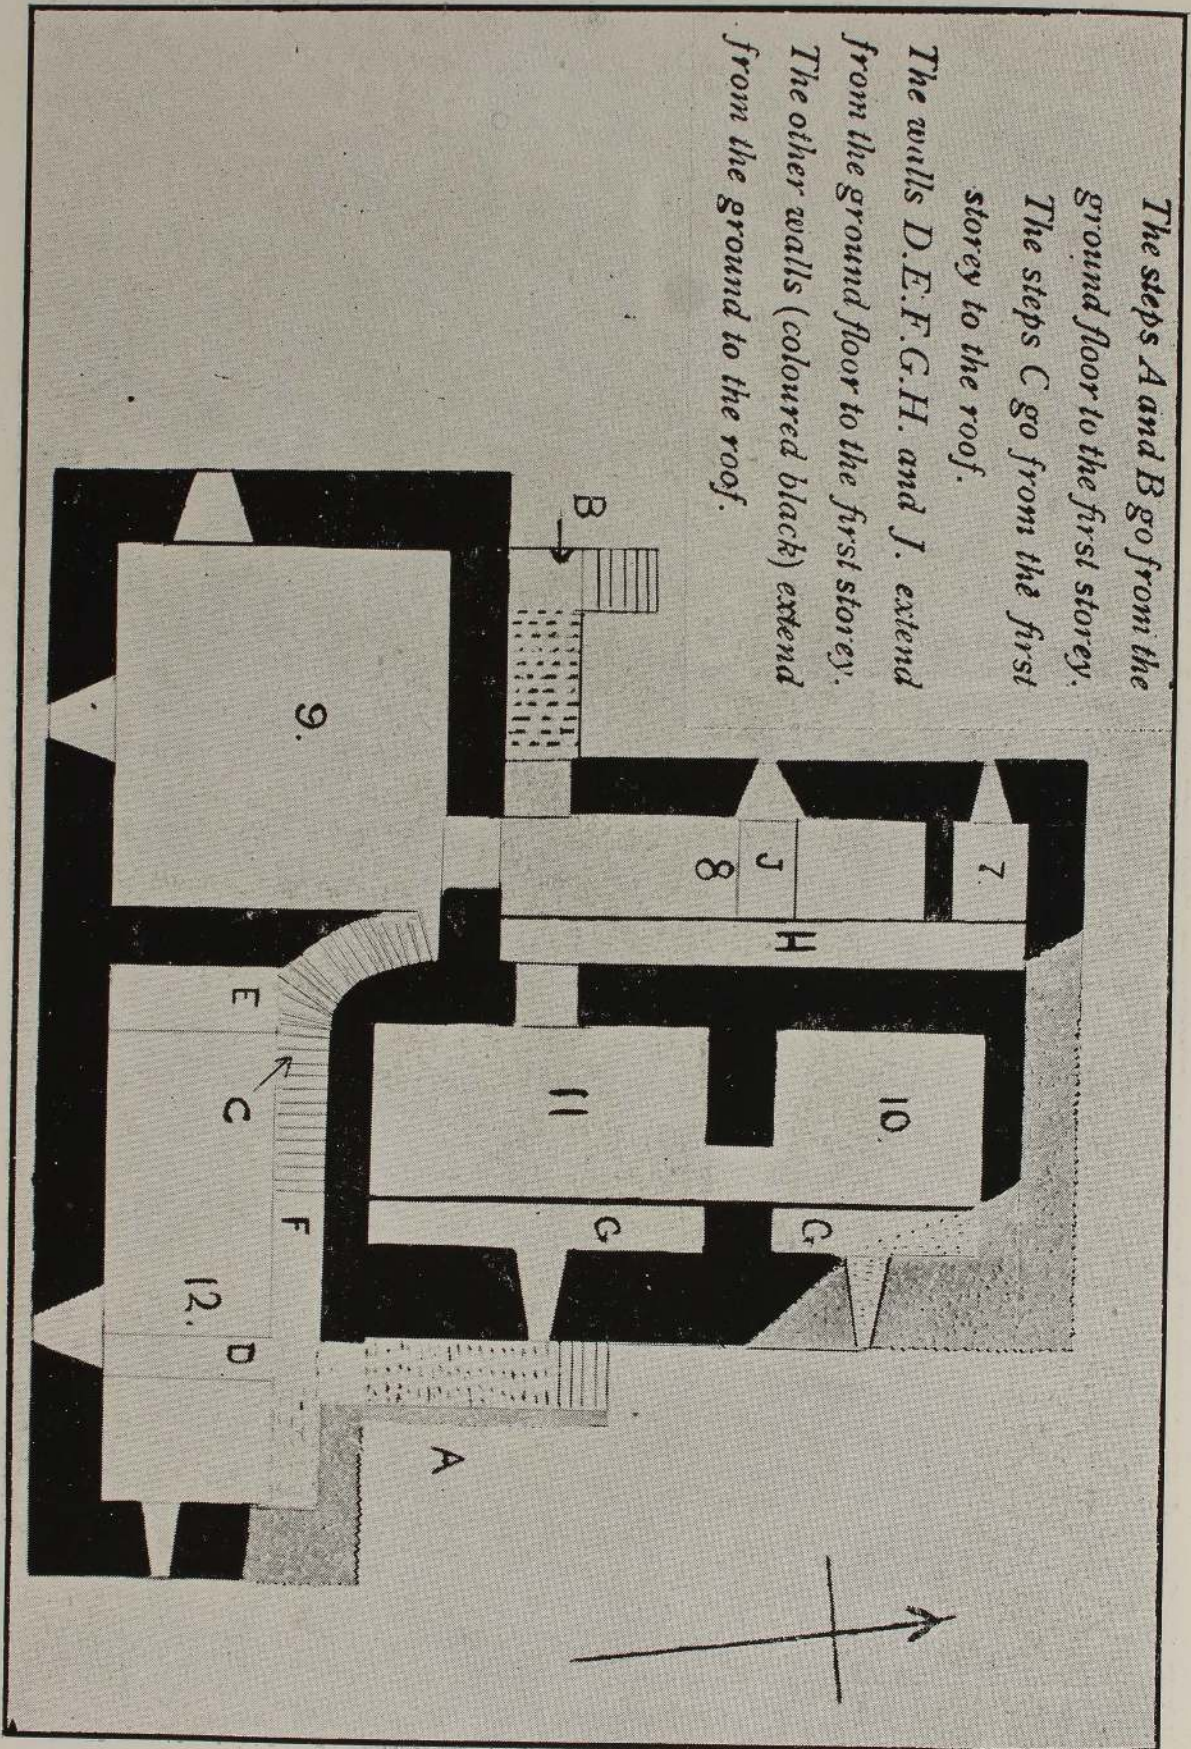 The steps A and B go from the
ground floor to the first storey.
The steps C go from the first
storey to the roof.
The walls D.E.F.G.H. and J. extend
from the ground floor to the first storey.
The other walls (coloured black) extend
from the ground to the roof.
7.
10.
G
H
J
8
G
B
11
A
9.
F
E
D
C
12.